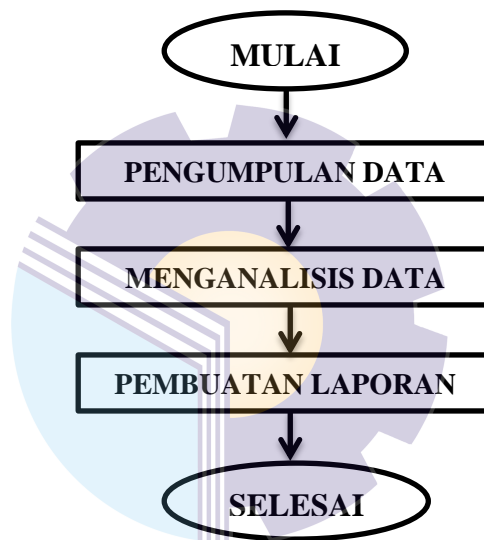 MULAI
PENGUMPULAN DATA
MENGANALISIS DATA
PEMBUATAN LAPORAN
SELESAI